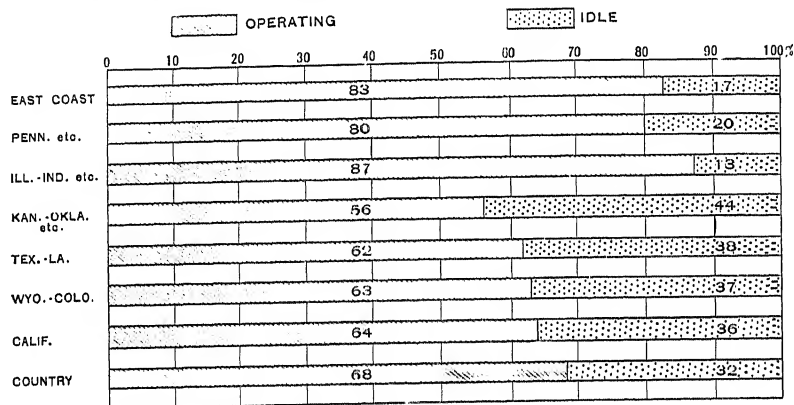 OPERATING IDLE
0 10 20 30 40 50 60 70 80 90 100%
EAST COAST 83 17
PENN. etc. 80 20
ILL.-IND. etc. 87 13
KAN.-OKLA. 56 44
etc.
TEX.-LA. 62 38
WYO.-COLO. 63 37
CALIF. 64 36
COUNTRY 68 32